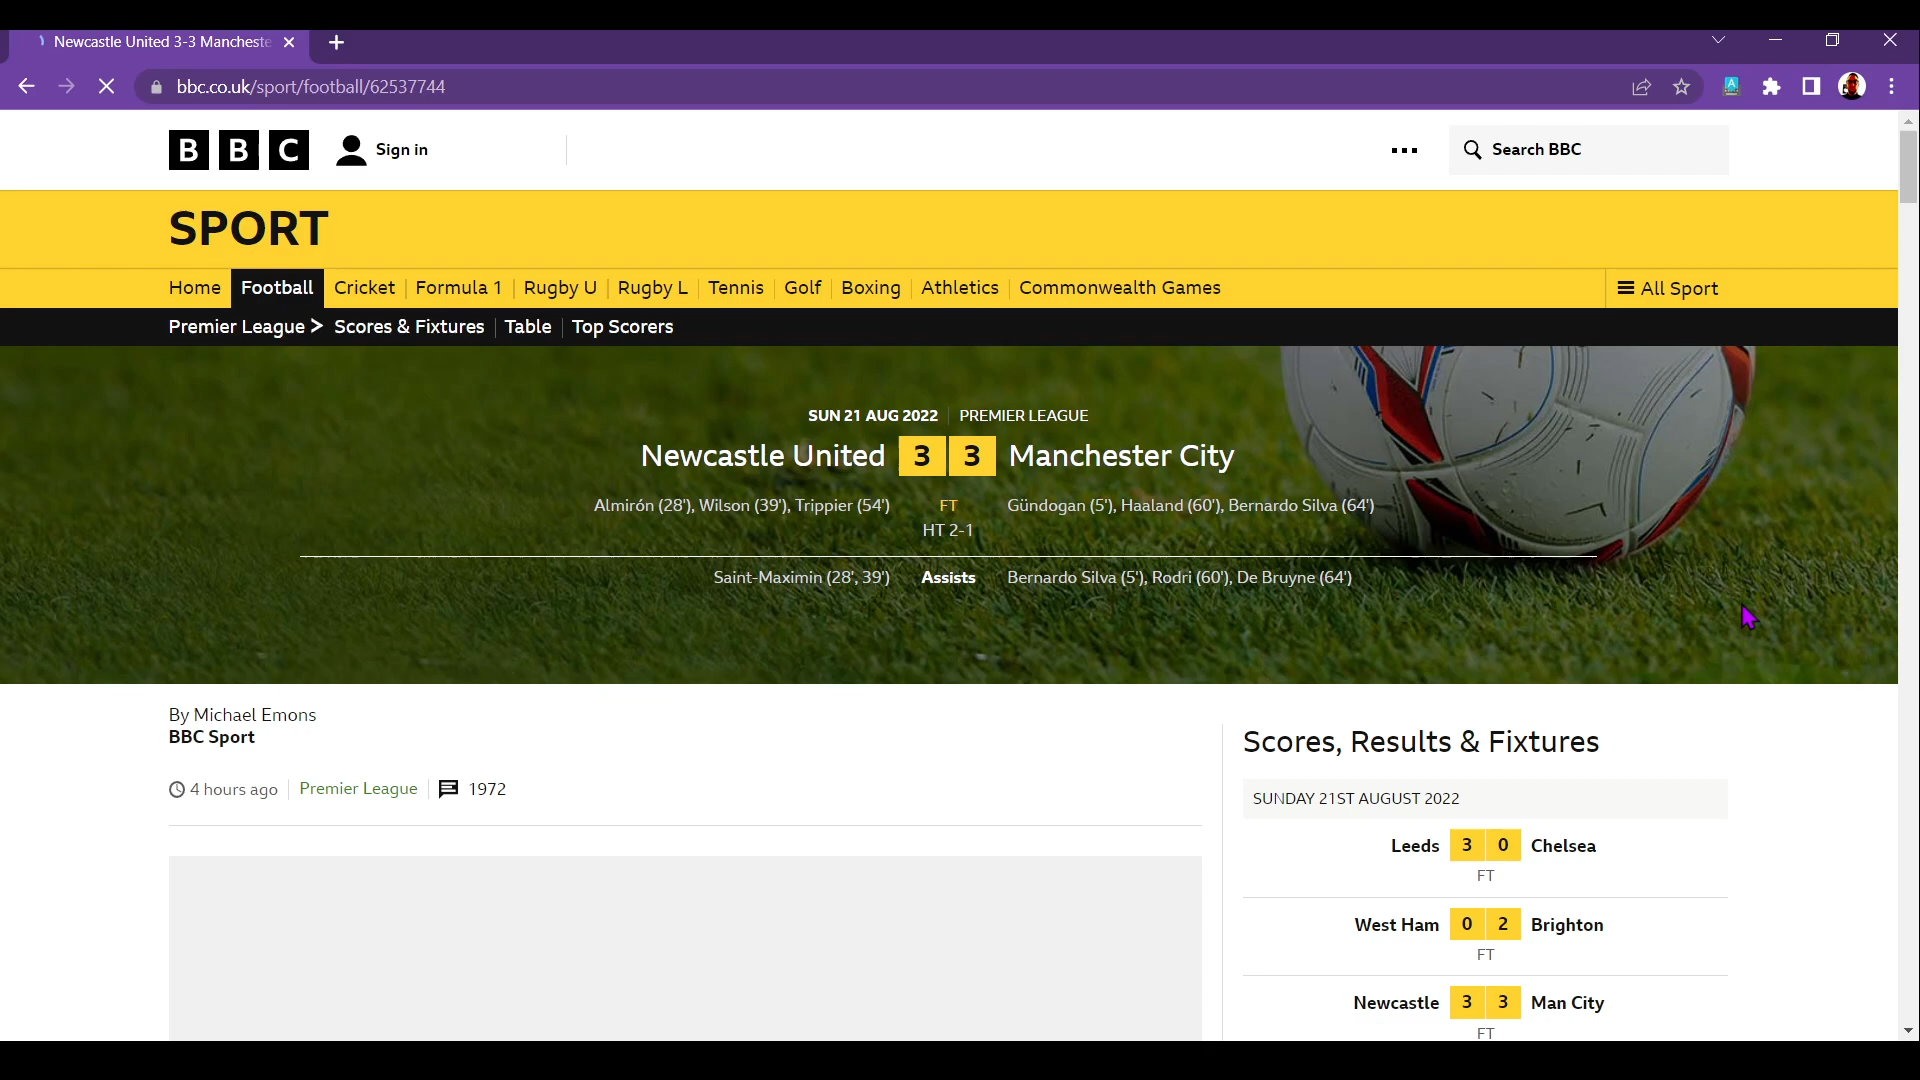 Newcastle United 3-3 Mancheste
bbc.co.uk/sport/football/62537744
BBC Sign in Search BBC
SPORT
Home Football Cricket Formula 1 Rugby U Rugby L Tennis Golf Boxing Athletics Commonwealth Games All Sport
Premier League Scores & Fixtures Table Top Scorers
SUN 21 AUG 2022 PREMIER LEAGUE
Newcastle United 3 3 Manchester City
Almirón (28'), Wilson (39'), Trippier (54') FT Gündogan (5'), Haaland (60'), Bernardo Silva (64')
HT 2-1
Saint-Maximin (28', 39') Assists Bernardo Silva (5'), Rodri (60'), De Bruyne (64')
By Michael Emons
BBC Sport
4 hours ago Premier League 1972
Scores, Results & Fixtures
SUNDAY 21ST AUGUST 2022
Leeds 3 0 Chelsea
FT
West Ham 0 2 Brighton
FT
Newcastle 3 3 Man City
FT